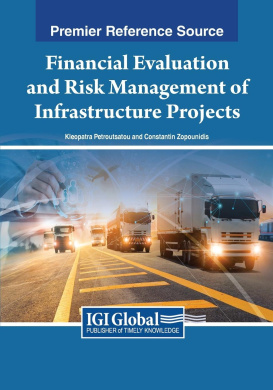 Premier Reference Source
Financial Evaluation
and Risk Management of
Infrastructure Projects
Kleopatra Petroutsatou and Constantin Zopounidis
IGI Global
PUBLISHER of TIMELY KNOWLEDGE